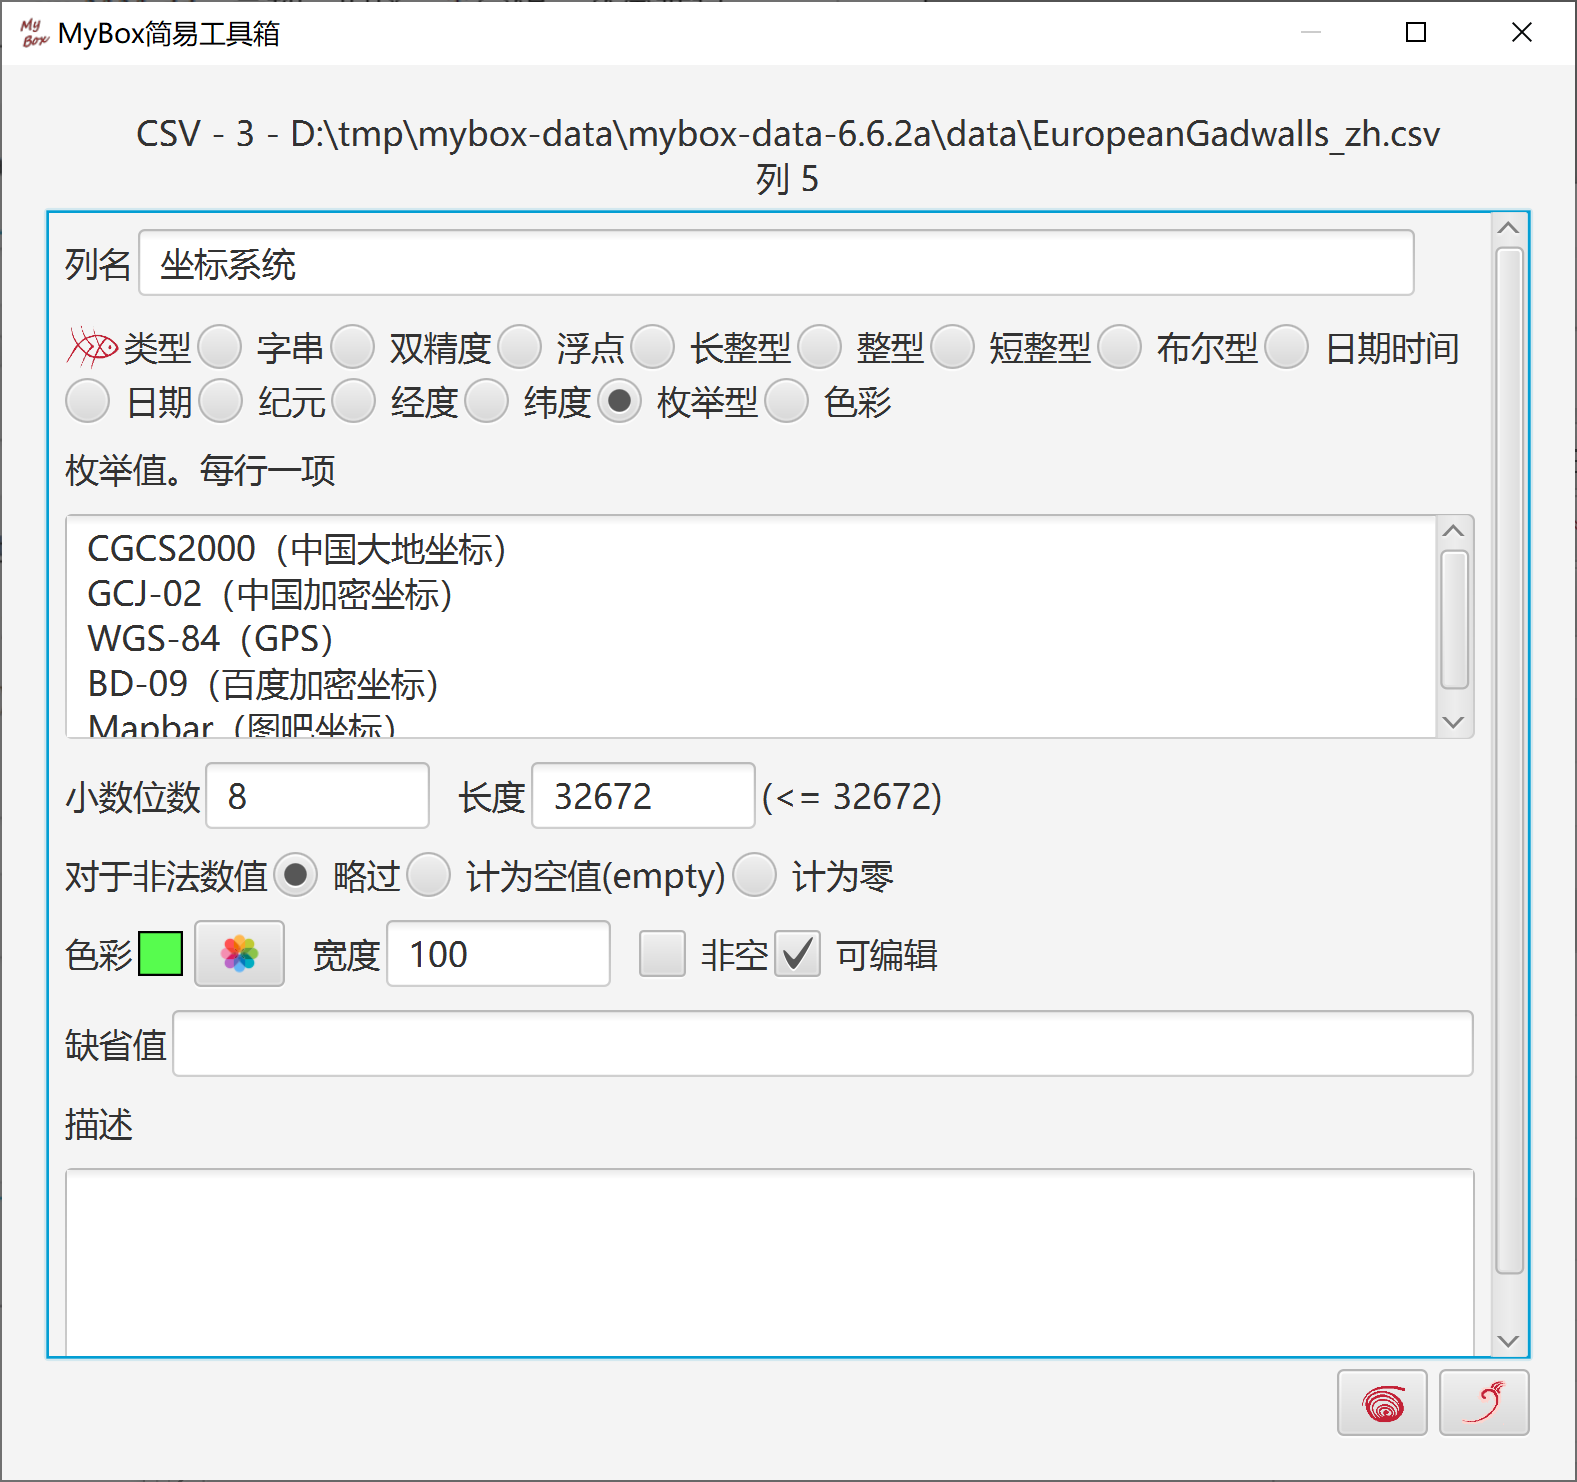 My Box MyBox简易工具箱
CSV - 3 - D:\tmp\mybox-data\mybox-data-6.6.2a\data\EuropeanGadwalls_zh.csv
列 5
列名 坐标系统
类型 字串 双精度 浮点 长整型 整型 短整型 布尔型 日期时间
日期 纪元 经度 纬度 枚举型 色彩
枚举值。每行一项
CGCS2000（中国大地坐标）
GCJ-02（中国加密坐标）
WGS-84（GPS）
BD-09（百度加密坐标）
Mapbar（图吧坐标）
小数位数 8 长度 32672 (<= 32672)
对于非法数值 略过 计为空值(empty) 计为零
色彩 宽度 100 非空 可编辑
缺省值
描述